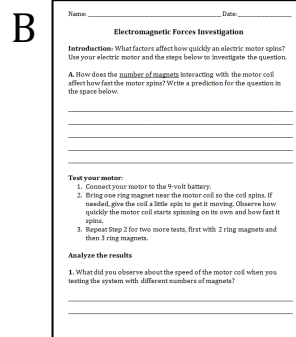 B
Name: ______________________ Date: ______________
Electromagnetic Forces Investigation
Introduction: What factors affect how quickly an electric motor spins?
Use your electric motor and the steps below to investigate the question.
A. How does the number of magnets interacting with the motor coil
affect how fast the motor spins? Write a prediction for the question in
the space below.
Test your motor:
1. Connect your motor to the 9-volt battery.
2. Bring one ring magnet near the motor coil so the coil spins. If
needed, give the coil a little spin to get it moving. Observe how
quickly the motor coil starts spinning on its own and how fast it
spins.
3. Repeat Step 2 for two more tests, first with 2 ring magnets and
then 3 ring magnets.
Analyze the results
1. What did you observe about the speed of the motor coil when you
testing the system with different numbers of magnets?